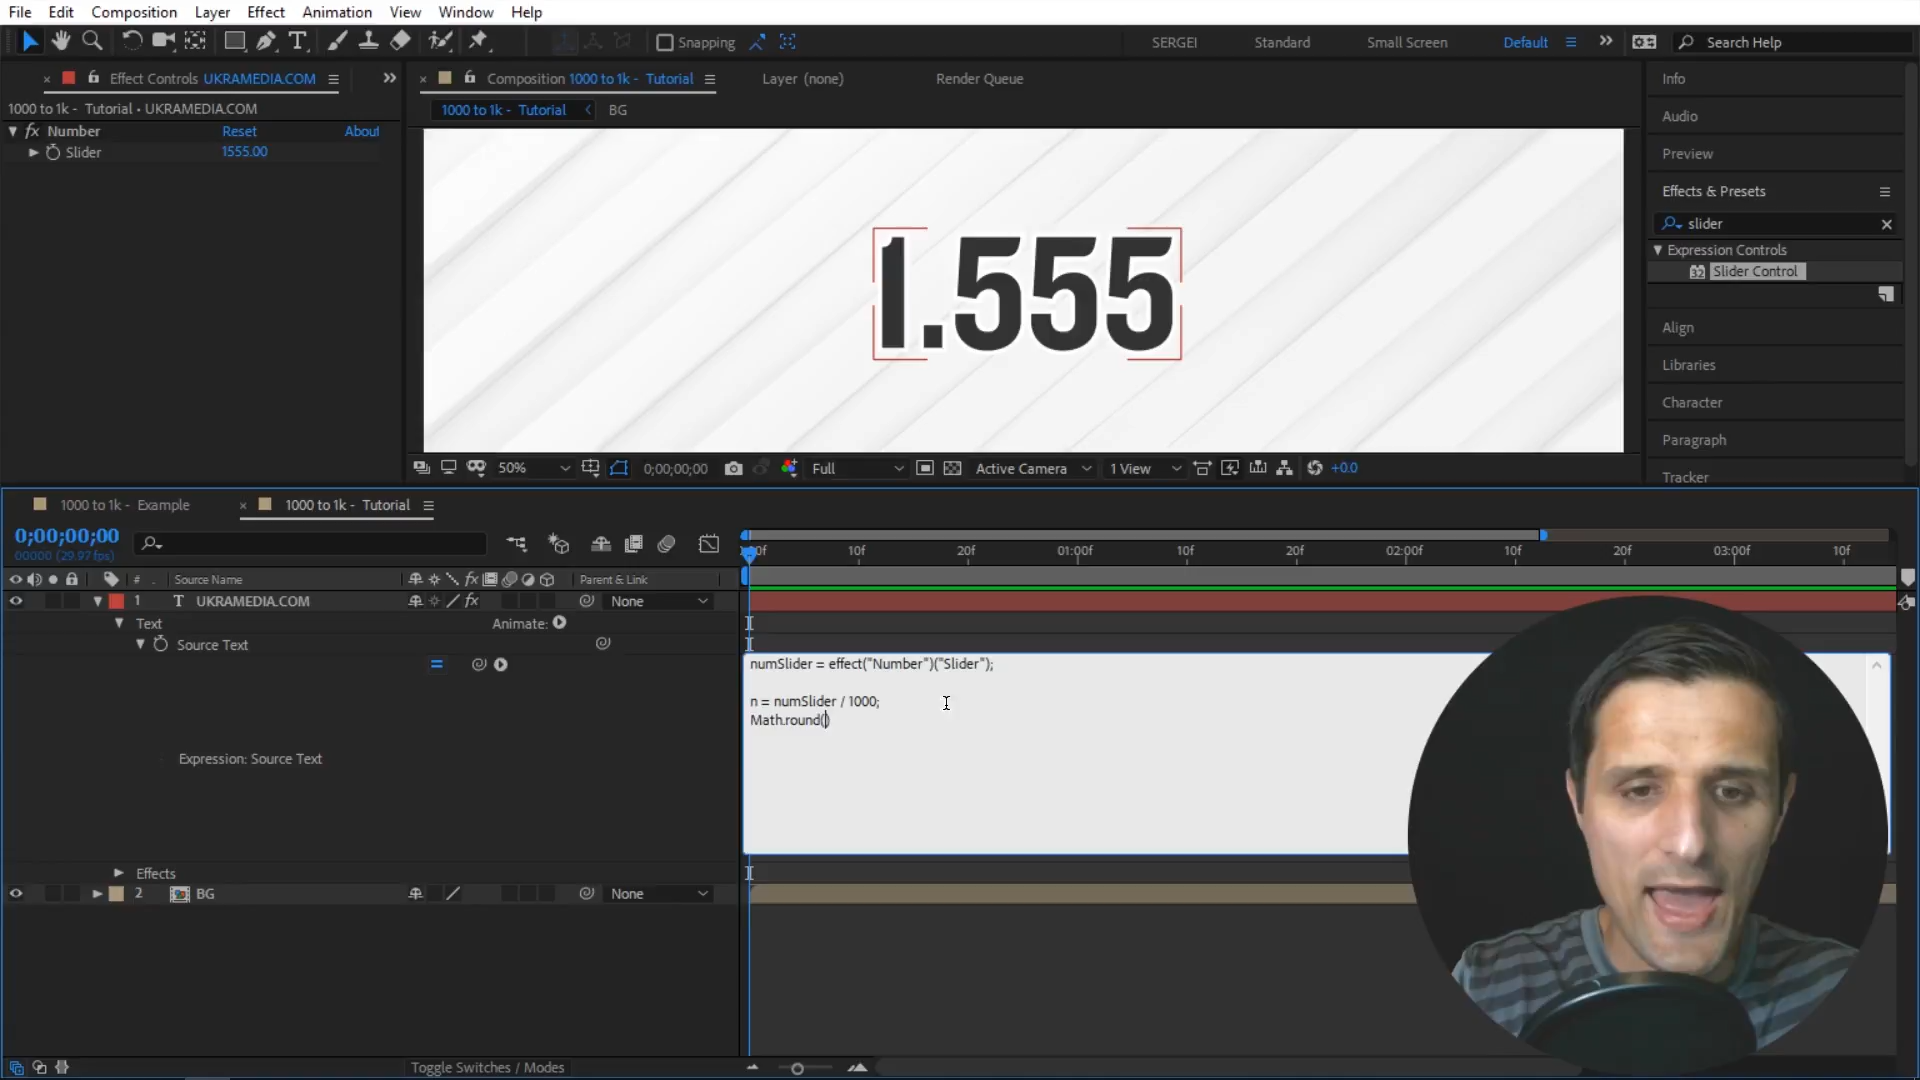 File Edit Composition Layer Effect Animation View Window Help
Snapping SERGEI Standard Small Screen Default Search Help
Effect Controls UKRAMEDIA.COM
Composition 1000 to 1k - Tutorial Layer (none) Render Queue
Info
1000 to 1k - Tutorial • UKRAMEDIA.COM
1000 to 1k - Tutorial BG
Audio
fx Number Reset About
Slider 1555.00
Preview
Effects & Presets
slider
Expression Controls
32 Slider Control
1.555
Align
Libraries
Character
Paragraph
Tracker
50% 0;00;00;00 Full Active Camera 1 View +0.0
1000 to 1k - Example 1000 to 1k - Tutorial
0;00;00;00
00000 (29.97 fps)
00f 10f 20f 01:00f 10f 20f 02:00f 10f 20f 03:00f 10f
# . Source Name fx Parent & Link
1 T UKRAMEDIA.COM fx None
Text Animate:
Source Text
numSlider = effect("Number")("Slider");
n = numSlider / 1000;
Math.round()
Expression: Source Text
Effects
2 BG None
Toggle Switches / Modes